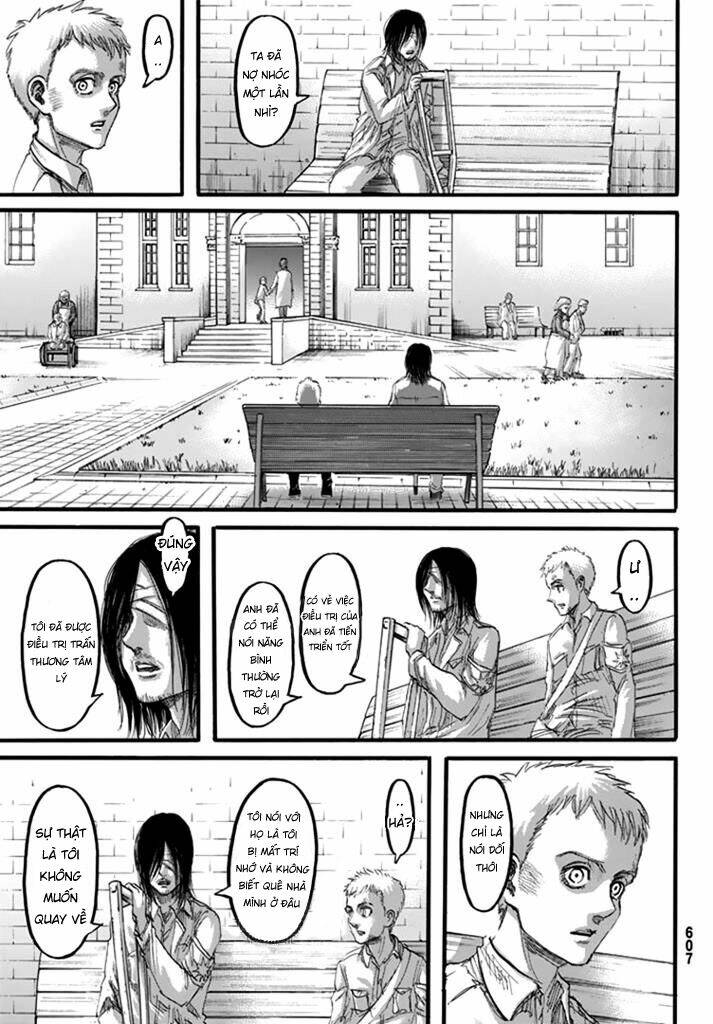 TA ĐÃ
NỢ NHÓC
MỘT LẦN
NHỈ?
A
..
Ư
..
CÓ VẺ VIỆC
ĐIỀU TRỊ CỦA
ANH ĐÃ TIẾN
TRIỂN TỐT
ANH ĐÃ
CÓ THỂ
NÓI NĂNG
BÌNH
THƯỜNG
TRỞ LẠI
RỒI
ĐÚNG
VẬY
TÔI ĐÃ ĐƯỢC
ĐIỀU TRỊ TRẤN
THƯƠNG TÂM
LÝ
NHƯNG
CHỈ LÀ
NÓI DỐI
THÔI
..
HẢ?
TÔI NÓI VỚI
HỌ LÀ TÔI
BỊ MẤT TRÍ
NHỚ VÀ KHÔNG
BIẾT QUÊ NHÀ
MÌNH Ở ĐÂU
SỰ THẬT
LÀ TÔI
KHÔNG
MUỐN
QUAY VỀ
607